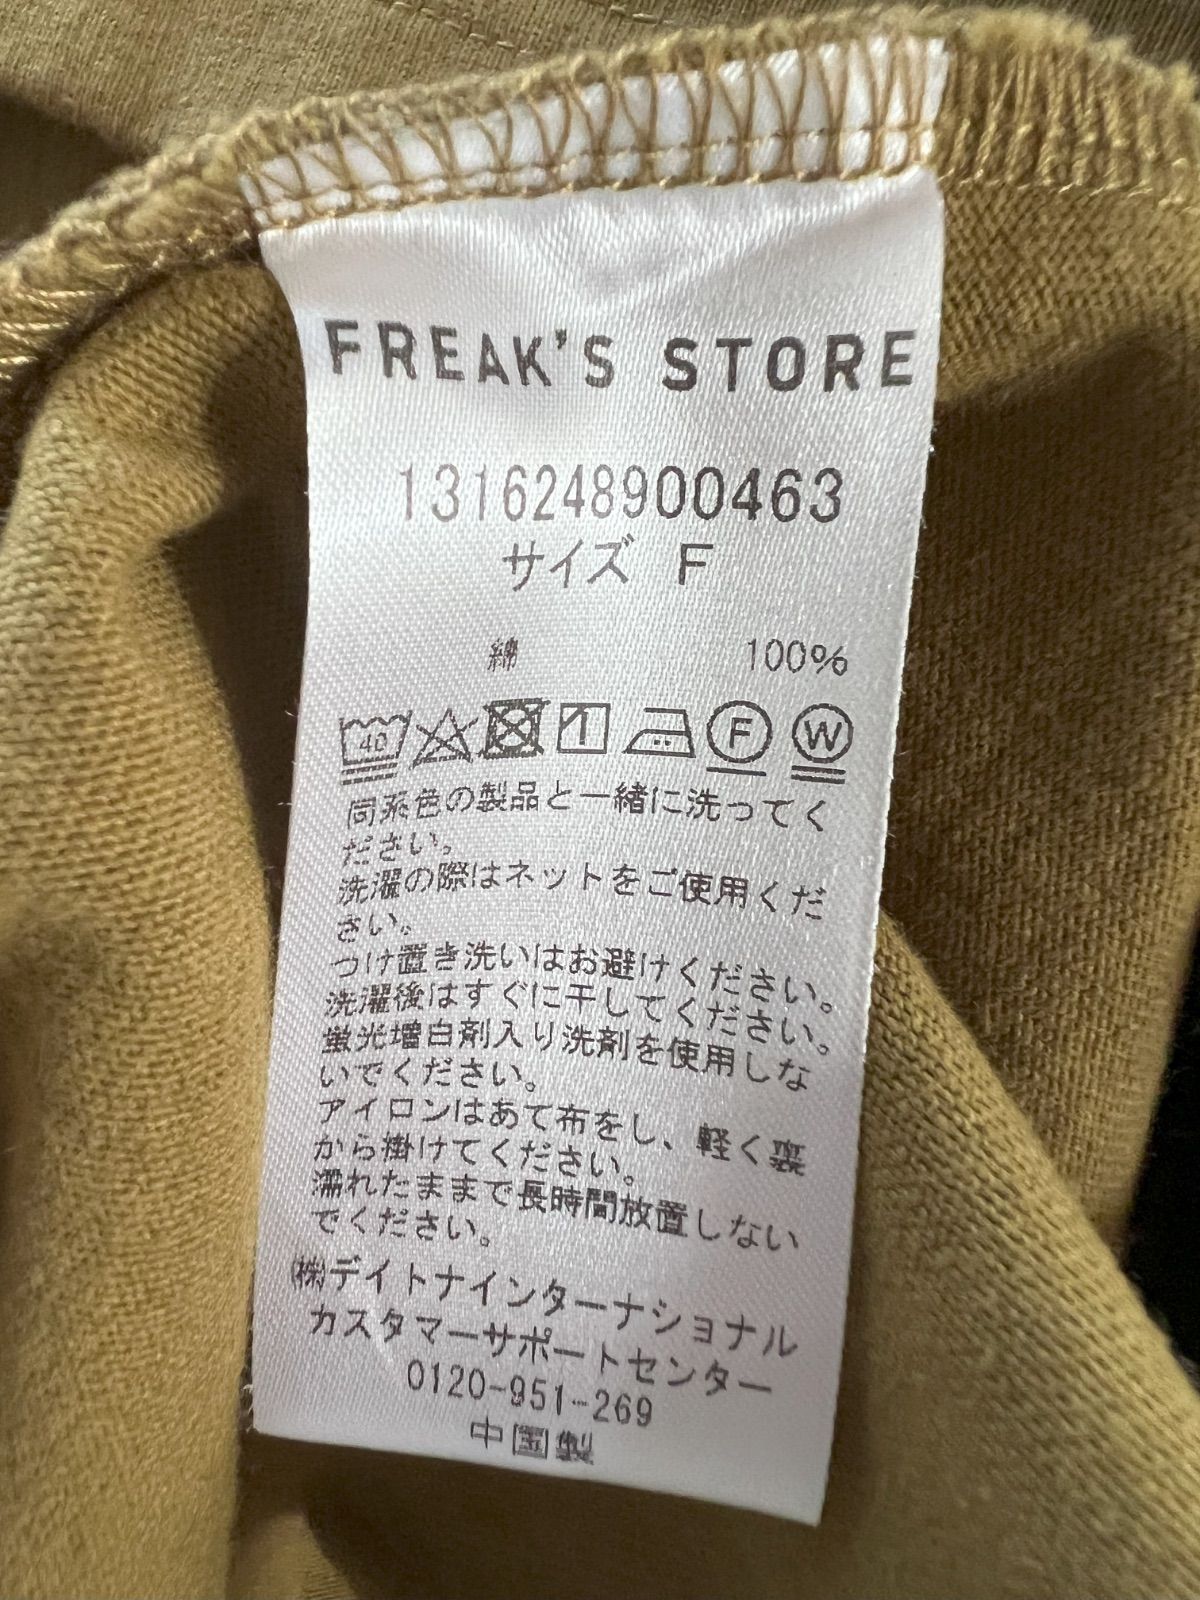 FREAK'S STORE
1316248900463
サイズ F
綿 100%
40 1 F W
同系色の製品と一緒に洗ってく
ださい。
洗濯の際はネットをご使用くだ
さい。
つけ置き洗いはお避けください。
洗濯後はすぐに干してください。
蛍光増白剤入り洗剤を使用しな
いでください。
アイロンはあて布をし、軽く裏
から掛けてください。
濡れたままで長時間放置しない
でください。
㈱デイトナインターナショナル
カスタマーサポートセンター
0120-951-269
中国製